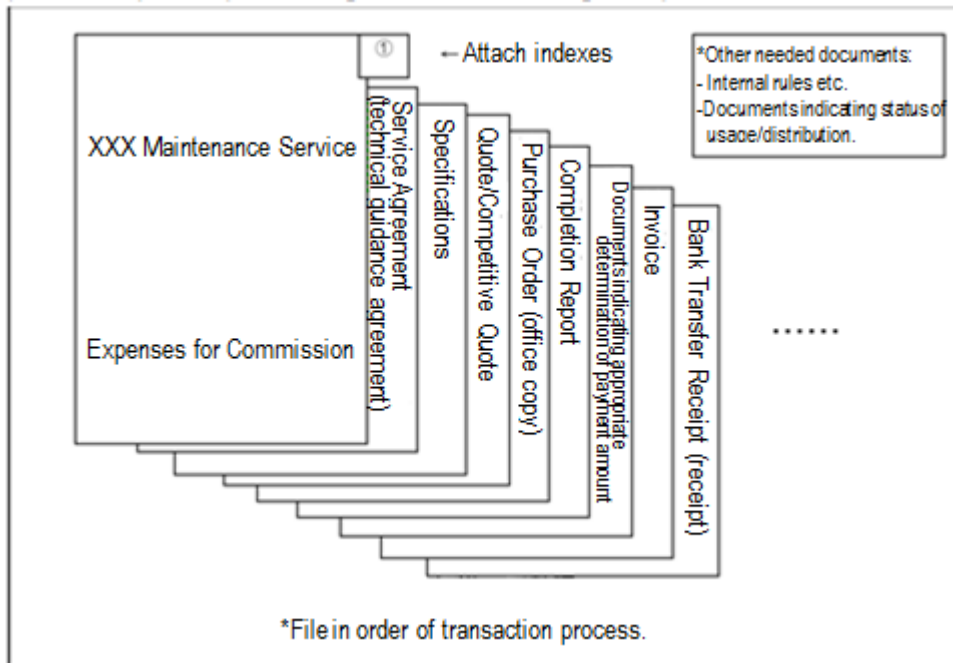 ①
←Attach indexes
*Other needed documents:
- Internal rules etc.
-Documents indicating status of
usage/distribution.
XXX Maintenance Service
Expenses for Commission
Service Agreement
(technical guidance agreement)
Specifications
Quote/Competitive Quote
Purchase Order (office copy)
Completion Report
Documents indicating appropriate
determination of payment amount
Invoice
Bank Transfer Receipt (receipt)
……
*File in order of transaction process.